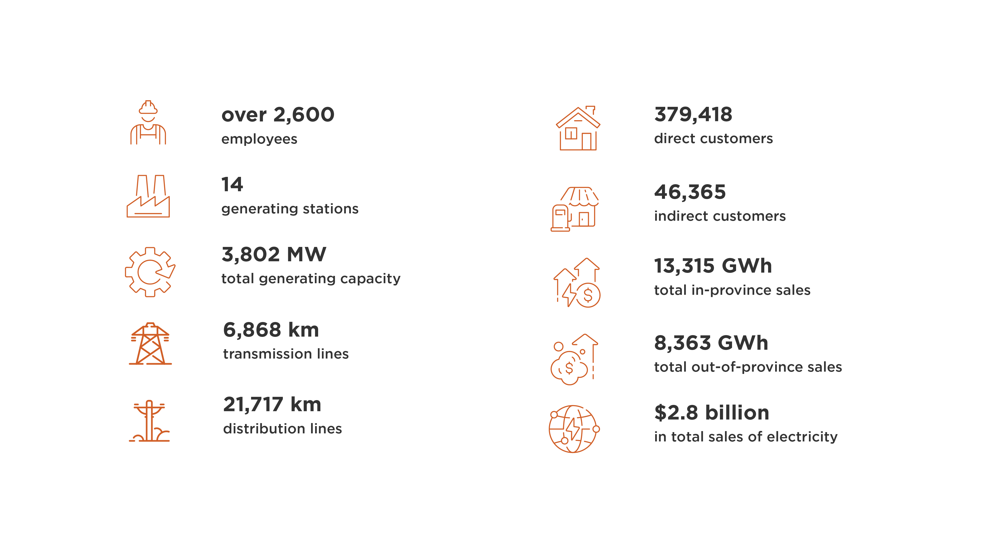 over 2,600
employees
14
generating stations
3,802 MW
total generating capacity
6,868 km
transmission lines
21,717 km
distribution lines
379,418
direct customers
46,365
indirect customers
13,315 GWh
total in-province sales
8,363 GWh
total out-of-province sales
$2.8 billion
in total sales of electricity